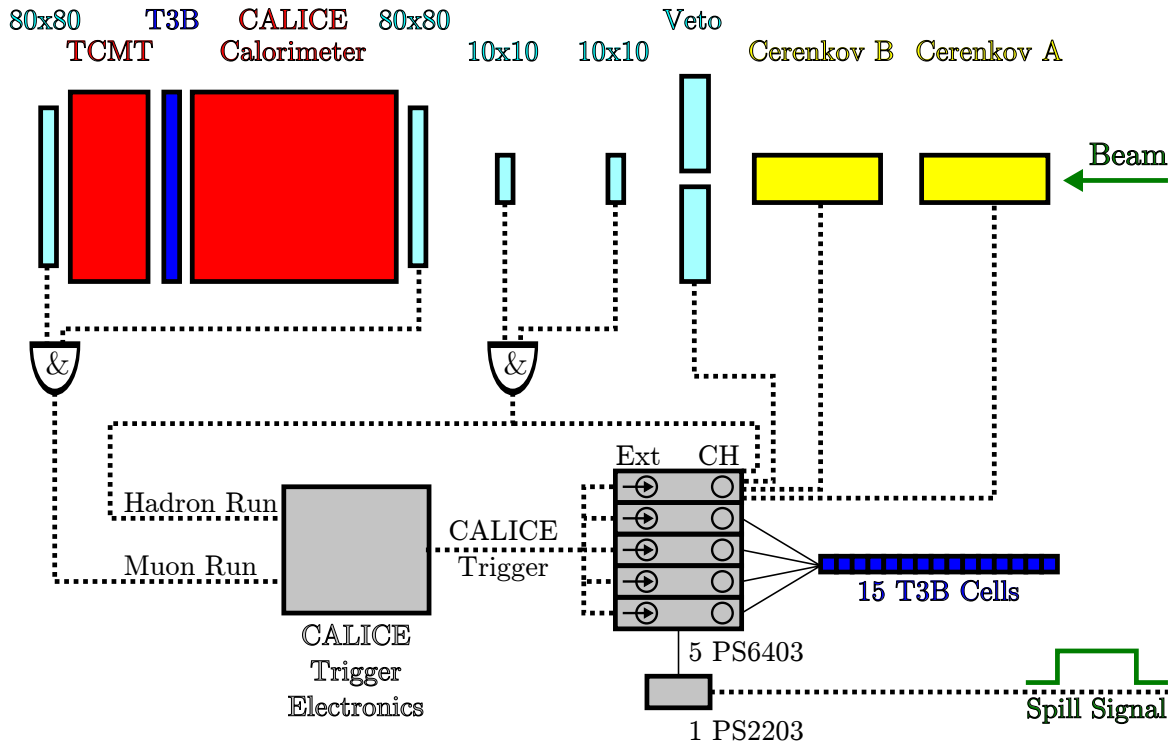 80x80
T3B
CALICE
80x80
Veto
TCMT
Calorimeter
10x10
10x10
Cerenkov B
Cerenkov A
Beam
&
&
Ext
CH
Hadron Run
CALICE
Trigger
Muon Run
15 T3B Cells
CALICE
Trigger
Electronics
5 PS6403
1 PS2203
Spill Signal